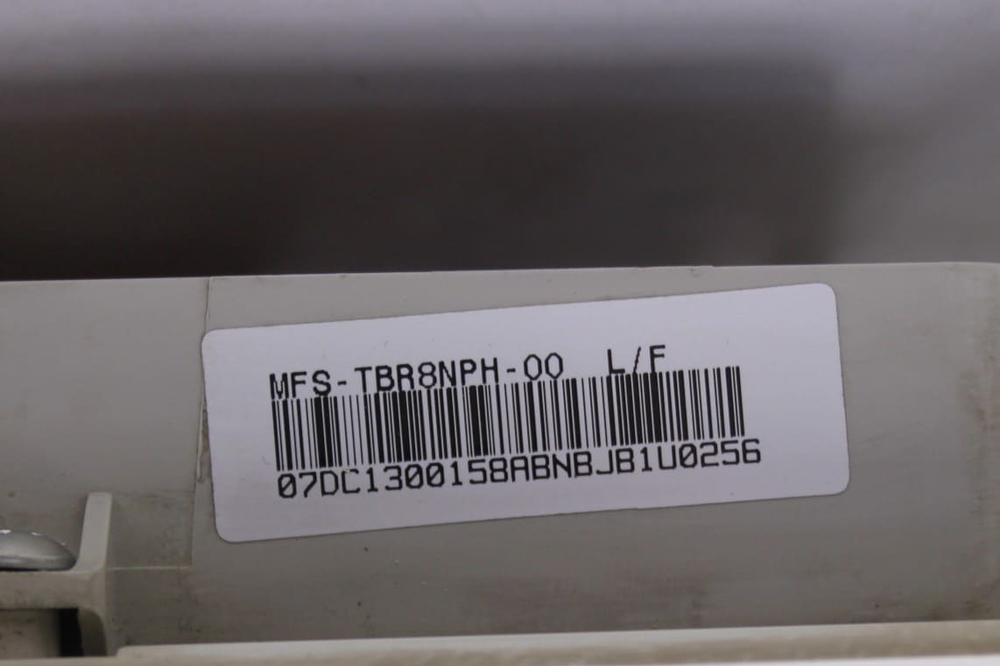 MFS-TBR8NPH-00 L/F
07DC1300158ABNBJB1U0256